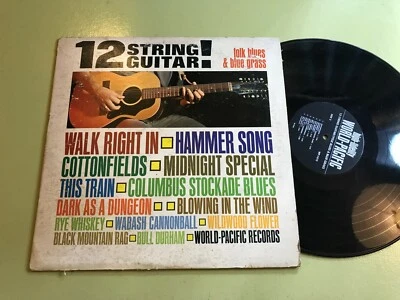 12 STRING GUITAR!
folk blues
& blue grass
WALK RIGHT IN HAMMER SONG
COTTONFIELDS MIDNIGHT SPECIAL
THIS TRAIN COLUMBUS STOCKADE BLUES
DARK AS A DUNGEON BLOWING IN THE WIND
RYE WHISKEY WABASH CANNONDALL WILDWOOD FLOWER
BLACK MOUNTAIN RAG BULL DURHAM WORLD-PACIFIC RECORDS
WORLD-PACIFIC